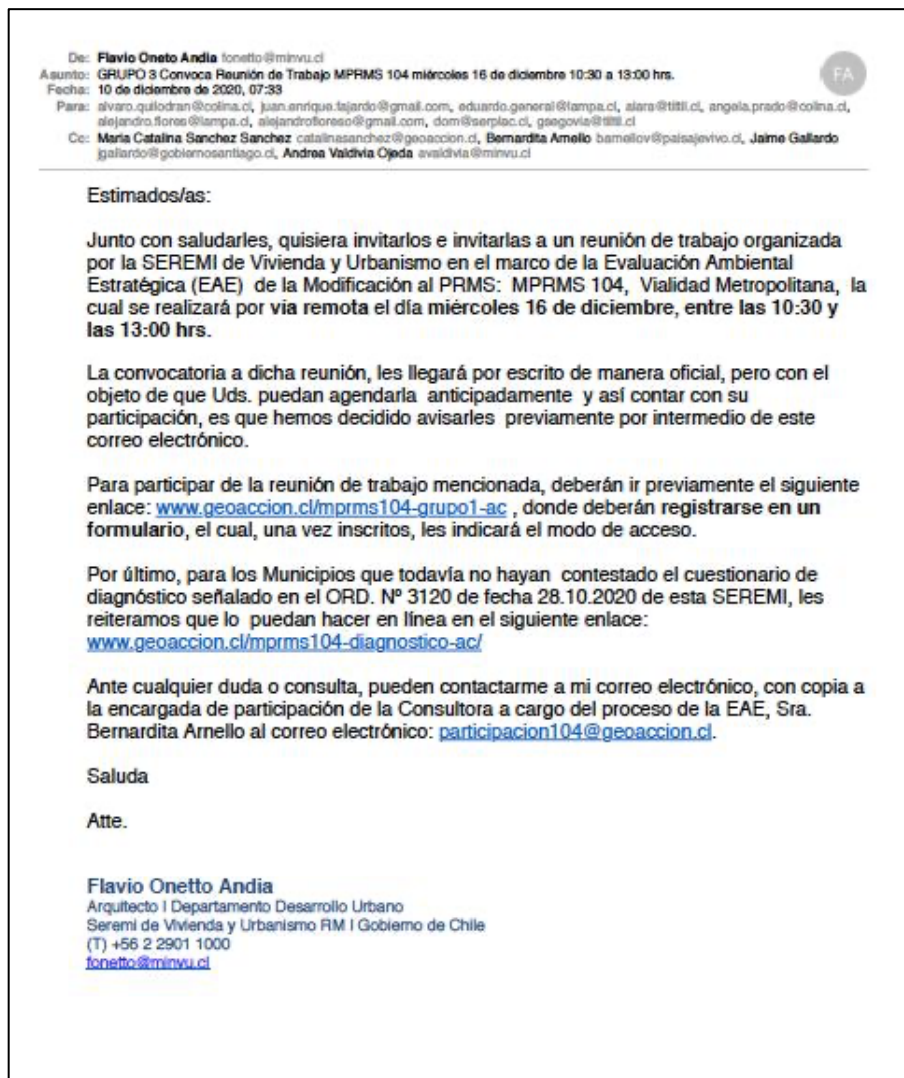 De: Flavio Oneto Andia fonetto@minvu.cl
Asunto: GRUPO 3 Convoca Reunión de Trabajo MPRMS 104 miércoles 16 de diciembre 10:30 a 13:00 hrs.
Fecha: 10 de diciembre de 2020, 07:33
Para: alvaro.quilodran@colina.cl, juan.enrique.fajardo@gmail.com, eduardo.general@lampa.cl, alara@tiltil.cl, angela.prado@colina.cl,
alejandro.flores@lampa.cl, alejandrofloreso@gmail.com, dom@serplac.cl, gsegovia@tiltil.cl
Cc: Maria Catalina Sanchez Sanchez catalinasanchez@geoaccion.cl, Bernardita Arnello barnellov@paisajevivo.cl, Jaime Gallardo
jgallardo@gobiernosantiago.cl, Andrea Valdivia Ojeda avaldivia@minvu.cl
FA
Estimados/as:
Junto con saludarles, quisiera invitarlos e invitarlas a un reunión de trabajo organizada
por la SEREMI de Vivienda y Urbanismo en el marco de la Evaluación Ambiental
Estratégica (EAE) de la Modificación al PRMS: MPRMS 104, Vialidad Metropolitana, la
cual se realizará por via remota el día miércoles 16 de diciembre, entre las 10:30 y
las 13:00 hrs.
La convocatoria a dicha reunión, les llegará por escrito de manera oficial, pero con el
objeto de que Uds. puedan agendarla anticipadamente y así contar con su
participación, es que hemos decidido avisarles previamente por intermedio de este
correo electrónico.
Para participar de la reunión de trabajo mencionada, deberán ir previamente el siguiente
enlace: www.geoaccion.cl/mprms104-grupo1-ac , donde deberán registrarse en un
formulario, el cual, una vez inscritos, les indicará el modo de acceso.
Por último, para los Municipios que todavía no hayan contestado el cuestionario de
diagnóstico señalado en el ORD. Nº 3120 de fecha 28.10.2020 de esta SEREMI, les
reiteramos que lo puedan hacer en línea en el siguiente enlace:
www.geoaccion.cl/mprms104-diagnostico-ac/
Ante cualquier duda o consulta, pueden contactarme a mi correo electrónico, con copia a
la encargada de participación de la Consultora a cargo del proceso de la EAE, Sra.
Bernardita Arnello al correo electrónico: participacion104@geoaccion.cl.
Saluda
Atte.
Flavio Onetto Andia
Arquitecto I Departamento Desarrollo Urbano
Seremi de Vivienda y Urbanismo RM I Gobierno de Chile
(T) +56 2 2901 1000
fonetto@minvu.cl